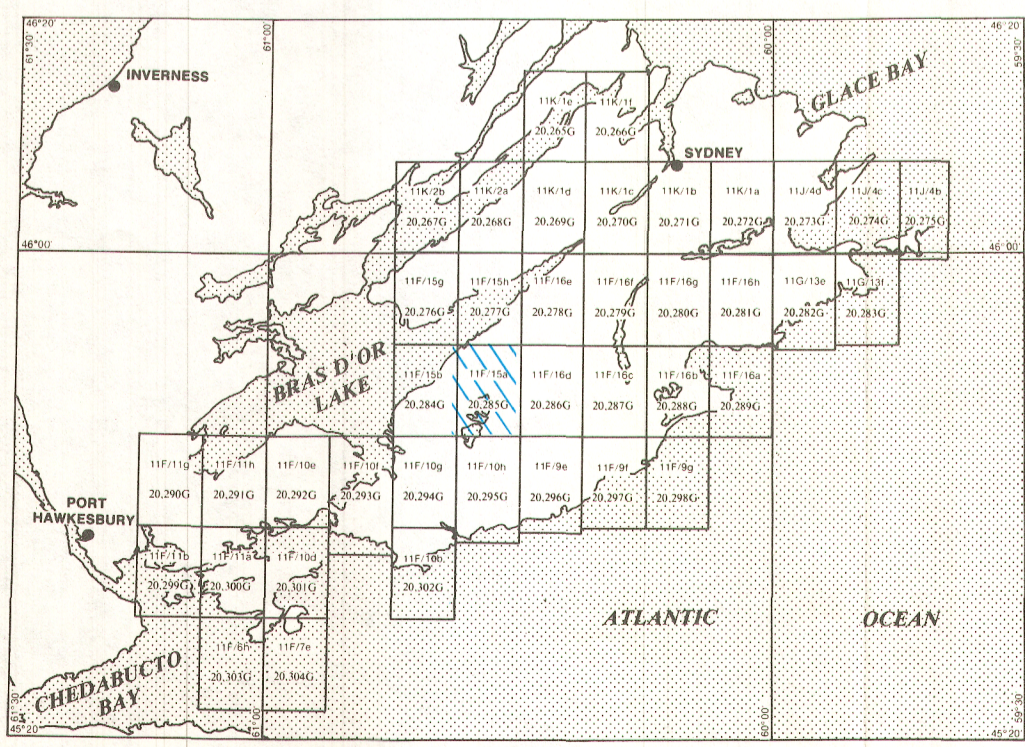 46°20'
61°30'
61°00'
60°00'
46°20'
59°30'
INVERNESS
GLACE BAY
SYDNEY
11K/1e
20,265G
11K/1f
20,266G
11K/2b
20,267G
11K/2a
20,268G
11K/1d
20,269G
11K/1c
20,270G
11K/1b
20,271G
11K/1a
20,272G
11J/4d
20,273G
11J/4c
20,274G
11J/4b
20,275G
46°00'
46°00'
11F/15g
20,276G
11F/15h
20,277G
11F/16e
20,278G
11F/16f
20,279G
11F/16g
20,280G
11F/16h
20,281G
11G/13e
20,282G
11G/13f
20,283G
BRAS D'OR
LAKE
11F/15b
20,284G
11F/15a
20,285G
11F/16d
20,286G
11F/16c
20,287G
11F/16b
20,288G
11F/16a
20,289G
11F/11g
20,290G
11F/11h
20,291G
11F/10e
20,292G
11F/10f
20,293G
11F/10g
20,294G
11F/10h
20,295G
11F/9e
20,296G
11F/9f
20,297G
11F/9g
20,298G
PORT
HAWKESBURY
11F/11b
20,299G
11F/11a
20,300G
11F/10d
20,301G
11F/10b
20,302G
ATLANTIC OCEAN
11F/6h
20,303G
11F/7e
20,304G
CHEDABUCTO
BAY
61°30'
45°20'
61°00'
60°00'
59°30'
45°20'